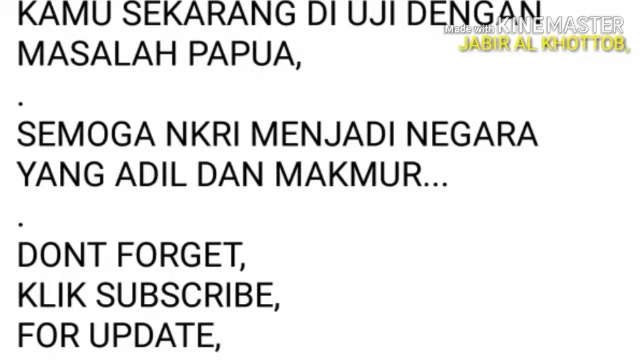 KAMU SEKARANG DI UJI DENGAN
Made with KINEMASTER
JABIR AL KHOTTOB,
MASALAH PAPUA,
.
SEMOGA NKRI MENJADI NEGARA
YANG ADIL DAN MAKMUR...
.
DONT FORGET,
KLIK SUBSCRIBE,
FOR UPDATE,